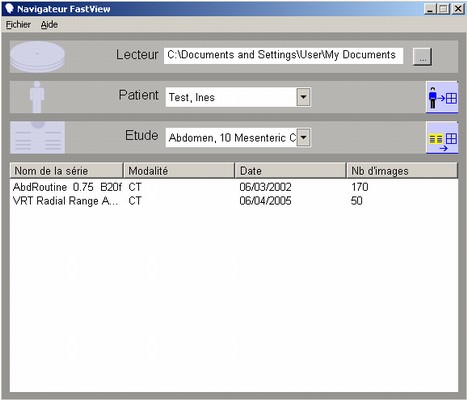 Navigateur FastView
Fichier Aide
Lecteur C:\Documents and Settings\User\My Documents ...
Patient Test, Ines
Etude Abdomen, 10 Mesenteric C
Nom de la série Modalité Date Nb d'images
AbdRoutine 0.75 B20f CT 06/03/2002 170
VRT Radial Range A... CT 06/04/2005 50